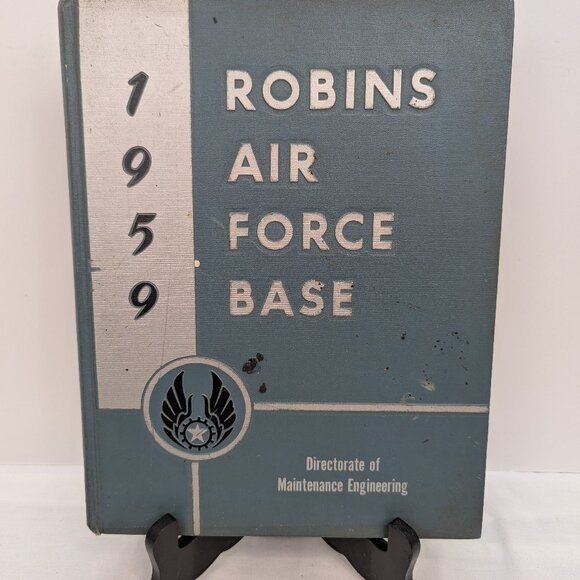 1959
ROBINS
AIR
FORCE
BASE
Directorate of
Maintenance Engineering